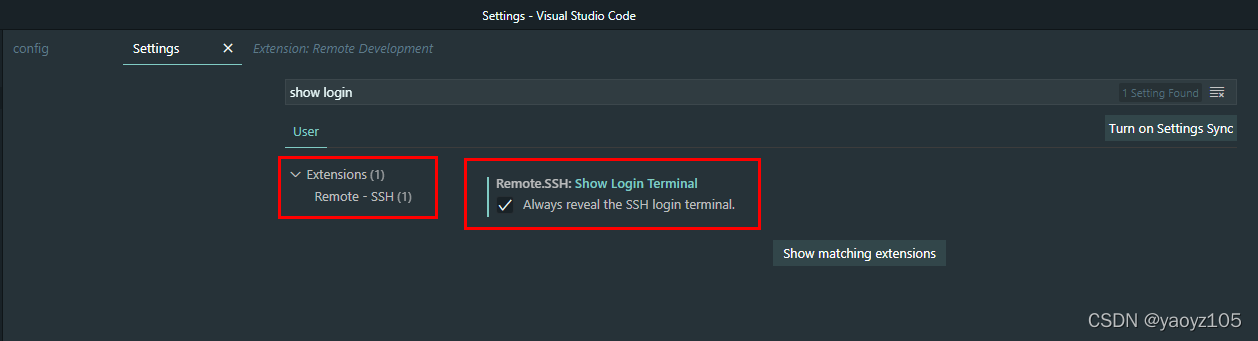 Settings - Visual Studio Code
config
Settings
Extension: Remote Development
show login
1 Setting Found
User
Turn on Settings Sync
Extensions (1)
Remote - SSH (1)
Remote.SSH: Show Login Terminal
Always reveal the SSH login terminal.
Show matching extensions
CSDN @yaoyz105